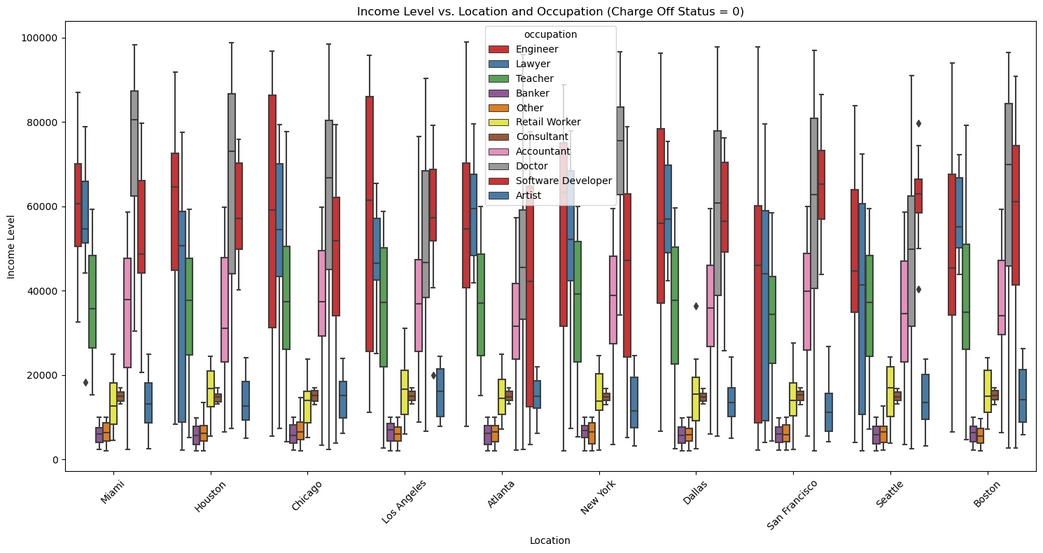 Income Level vs. Location and Occupation (Charge Off Status = 0)
occupation
Engineer
Lawyer
Teacher
Banker
Other
Retail Worker
Consultant
Accountant
Doctor
Software Developer
Artist
Income Level
100000
80000
60000
40000
20000
0
Miami
Houston
Chicago
Los Angeles
Atlanta
New York
Dallas
San Francisco
Seattle
Boston
Location